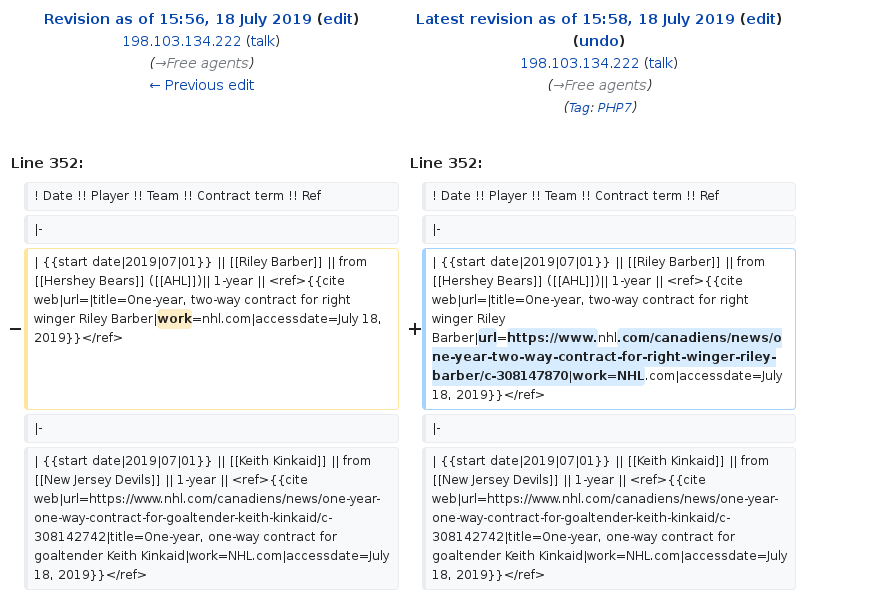 Revision as of 15:56, 18 July 2019 (edit)
198.103.134.222 (talk)
(→Free agents)
← Previous edit
Latest revision as of 15:58, 18 July 2019 (edit)
(undo)
198.103.134.222 (talk)
(→Free agents)
(Tag: PHP7)
Line 352:
Line 352:
! Date !! Player !! Team !! Contract term !! Ref
! Date !! Player !! Team !! Contract term !! Ref
|-
|-
−
| {{start date|2019|07|01}} || [[Riley Barber]] || from
[[Hershey Bears]] ([[AHL]])|| 1-year || <ref>{{cite
web|url=|title=One-year, two-way contract for right
winger Riley Barber|work=nhl.com|accessdate=July 18,
2019}}</ref>
+
| {{start date|2019|07|01}} || [[Riley Barber]] || from
[[Hershey Bears]] ([[AHL]])|| 1-year || <ref>{{cite
web|url=|title=One-year, two-way contract for right
winger Riley
Barber|url=https://www.nhl.com/canadiens/news/o
ne-year-two-way-contract-for-right-winger-riley-
barber/c-308147870|work=NHL.com|accessdate=July
18, 2019}}</ref>
|-
|-
| {{start date|2019|07|01}} || [[Keith Kinkaid]] || from
[[New Jersey Devils]] || 1-year || <ref>{{cite
web|url=https://www.nhl.com/canadiens/news/one-year-
one-way-contract-for-goaltender-keith-kinkaid/c-
308142742|title=One-year, one-way contract for
goaltender Keith Kinkaid|work=NHL.com|accessdate=July
18, 2019}}</ref>
| {{start date|2019|07|01}} || [[Keith Kinkaid]] || from
[[New Jersey Devils]] || 1-year || <ref>{{cite
web|url=https://www.nhl.com/canadiens/news/one-year-
one-way-contract-for-goaltender-keith-kinkaid/c-
308142742|title=One-year, one-way contract for
goaltender Keith Kinkaid|work=NHL.com|accessdate=July
18, 2019}}</ref>